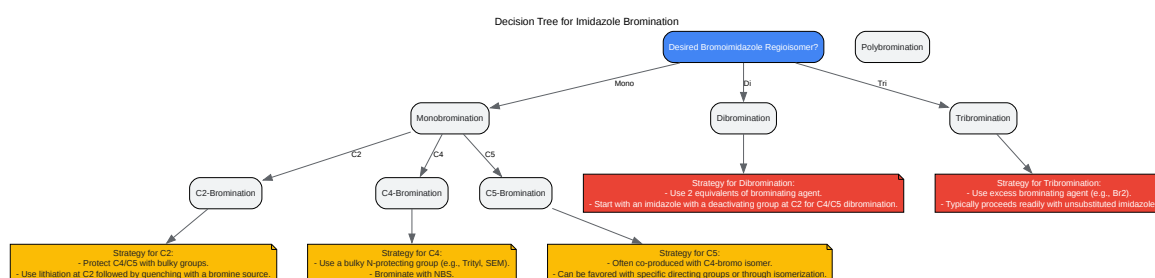 Decision Tree for Imidazole Bromination
Desired Bromoimidazole Regioisomer?
Polybromination
Mono
Di
Tri
Monobromination
Dibromination
Tribromination
C2
C4
C5
C2-Bromination
C4-Bromination
C5-Bromination
Strategy for Dibromination:
- Use 2 equivalents of brominating agent.
- Start with an imidazole with a deactivating group at C2 for C4/C5 dibromination.
Strategy for Tribromination:
- Use excess brominating agent (e.g., Br2).
- Typically proceeds readily with unsubstituted imidazole
Strategy for C2:
- Protect C4/C5 with bulky groups.
- Use lithiation at C2 followed by quenching with a bromine source.
Strategy for C4:
- Use a bulky N-protecting group (e.g., Trityl, SEM).
- Brominate with NBS.
Strategy for C5:
- Often co-produced with C4-bromo isomer.
- Can be favored with specific directing groups or through isomerization.